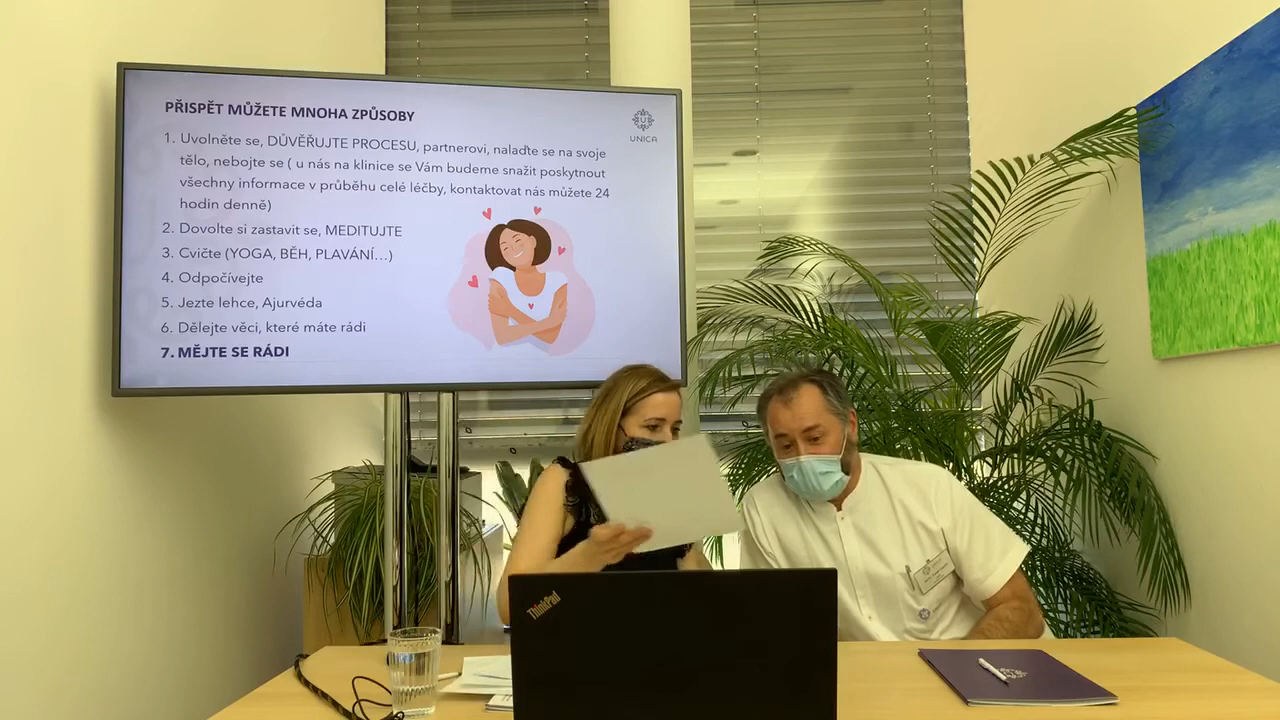 PŘISPĚT MŮŽETE MNOHA ZPŮSOBY
UNICA
1. Uvolněte se, DŮVĚŘUJTE PROCESU, partnerovi, nalaďte se na svoje
tělo, nebojte se ( u nás na klinice se Vám budeme snažit poskytnout
všechny informace v průběhu celé léčby, kontaktovat nás můžete 24
hodin denně)
2. Dovolte si zastavit se, MEDITUJTE
3. Cvičte (YOGA, BĚH, PLAVÁNÍ...)
4. Odpočívejte
5. Jezte lehce, Ajurvéda
6. Dělejte věci, které máte rádi
7. MĚJTE SE RÁDI
ThinkPad